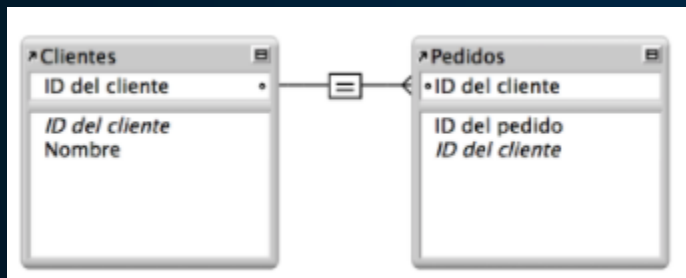 Clientes
ID del cliente
ID del cliente
Nombre
=
Pedidos
ID del cliente
ID del pedido
ID del cliente